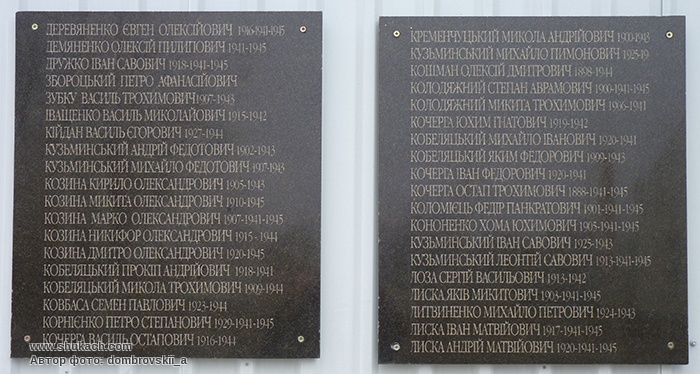 ДЕРЕВЯНЕНКО ЄВГЕН ОЛЕКСІЙОВИЧ 1916-1941-1945
ДЕМЯНЕНКО ОЛЕКСІЙ ПИЛИПОВИЧ 1941-1945
ДРУЖКО ІВАН САВОВИЧ 1918-1941-1945
ЗБОРОЦЬКИЙ ПЕТРО АФАНАСІЙОВИЧ
ЗУБКУ ВАСИЛЬ ТРОХИМОВИЧ 1907-1943
ІВАЩЕНКО ВАСИЛЬ МИКОЛАЙОВИЧ 1915-1942
КІЙДАН ВАСИЛЬ ЄГОРОВИЧ 1927-1944
КУЗЬМИНСЬКИЙ АНДРІЙ ФЕДОТОВИЧ 1902-1943
КУЗЬМИНСЬКИЙ МИХАЙЛО ФЕДОТОВИЧ 1907-1943
КОЗИНА КИРИЛО ОЛЕКСАНДРОВИЧ 1905-1943
КОЗИНА МИКИТА ОЛЕКСАНДРОВИЧ 1910-1945
КОЗИНА МАРКО ОЛЕКСАНДРОВИЧ 1907-1941-1945
КОЗИНА НИКИФОР ОЛЕКСАНДРОВИЧ 1915-1944
КОЗИНА ДМИТРО ОЛЕКСАНДРОВИЧ 1920-1945
КОБЕЛЯЦЬКИЙ ПРОКІП АНДРІЙОВИЧ 1918-1941
КОБЕЛЯЦЬКИЙ МИКОЛА ТРОХИМОВИЧ 1909-1944
КОВБАСА СЕМЕН ПАВЛОВИЧ 1923-1944
КОРНІЄНКО ПЕТРО СТЕПАНОВИЧ 1929-1941-1945
КОЧЕРГА ВАСИЛЬ ОСТАПОВИЧ 1916-1944
www.shukach.com
Автор фото: dombrovskii_a
КРЕМЕНЧУЦЬКИЙ МИКОЛА АНДРІЙОВИЧ 1900-1943
КУЗЬМИНСЬКИЙ МИХАЙЛО ПИМОНОВИЧ 1925-19
КОШМАН ОЛЕКСІЙ ДМИТРОВИЧ 1898-1944
КОЛОДЯЖНИЙ СТЕПАН АВРАМОВИЧ 1900-1941-1945
КОЛОДЯЖНИЙ МИКИТА ТРОХИМОВИЧ 1906-1941
КОЧЕРГА ЮХИМ ГНАТОВИЧ 1919-1942
КОБЕЛЯЦЬКИЙ МИХАЙЛО ІВАНОВИЧ 1920-1941
КОБЕЛЯЦЬКИЙ ЯКИМ ФЕДОРОВИЧ 1909-1943
КОЧЕРГА ІВАН ФЕДОРОВИЧ 1920-1941
КОЧЕРГА ОСТАП ТРОХИМОВИЧ 1888-1941-1945
КОЛОМІЄЦЬ ФЕДІР ПАНКРАТОВИЧ 1901-1941-1945
КОНОНЕНКО ХОМА ЮХИМОВИЧ 1905-1941-1945
КУЗЬМИНСЬКИЙ ІВАН САВОВИЧ 1925-1943
КУЗЬМИНСЬКИЙ ЛЕОНТІЙ САВОВИЧ 1913-1941-1945
ЛОЗА СЕРГІЙ ВАСИЛЬОВИЧ 1913-1942
ЛИСКА ЯКІВ МИКИТОВИЧ 1903-1941-1945
ЛИТВИНЕНКО МИХАЙЛО ПЕТРОВИЧ 1924-1943
ЛИСКА ІВАН МАТВІЙОВИЧ 1917-1941-1945
ЛИСКА АНДРІЙ МАТВІЙОВИЧ 1920-1941-1945